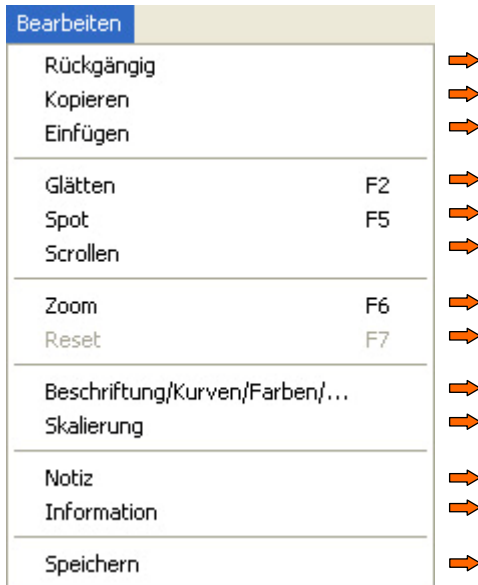 Bearbeiten
Rückgängig
Kopieren
Einfügen
Glätten F2
Spot F5
Scrollen
Zoom F6
Reset F7
Beschriftung/Kurven/Farben/...
Skalierung
Notiz
Information
Speichern